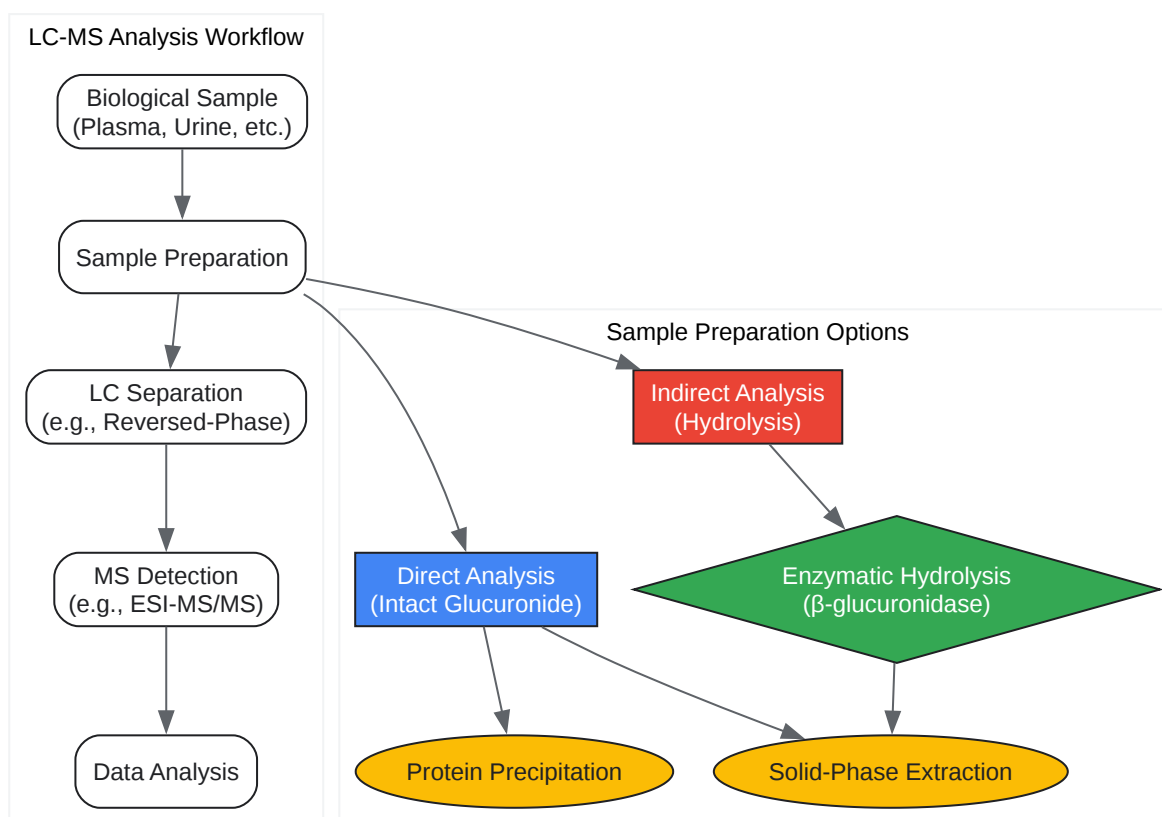 LC-MS Analysis Workflow
Biological Sample
(Plasma, Urine, etc.)
Sample Preparation
LC Separation
(e.g., Reversed-Phase)
MS Detection
(e.g., ESI-MS/MS)
Data Analysis
Sample Preparation Options
Indirect Analysis
(Hydrolysis)
Direct Analysis
(Intact Glucuronide)
Enzymatic Hydrolysis
(β-glucuronidase)
Protein Precipitation
Solid-Phase Extraction